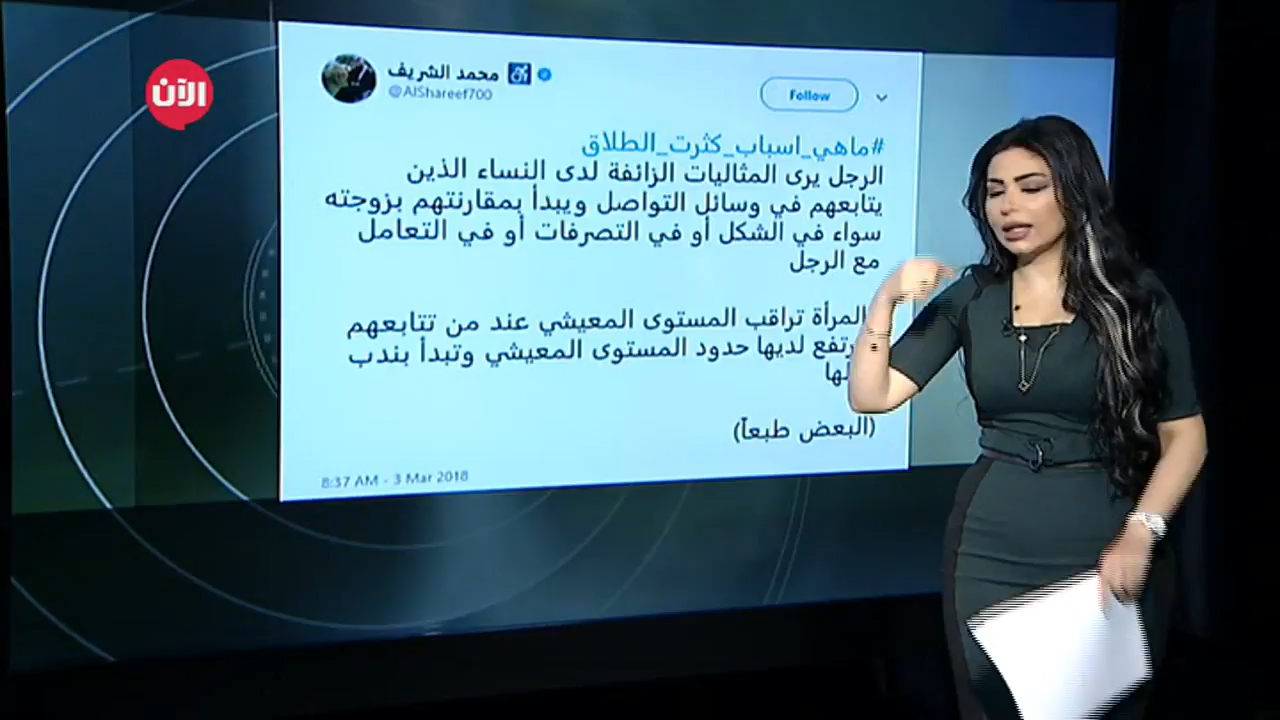 الآن
محمد الشريف
@AlShareef700
Follow
#ماهي_اسباب_كثرت_الطلاق
الرجل يرى المثاليات الزائفة لدى النساء الذين
يتابعهم في وسائل التواصل ويبدأ بمقارنتهم بزوجته
سواء في الشكل أو في التصرفات أو في التعامل
مع الرجل
المرأة تراقب المستوى المعيشي عند من تتابعهم
لديها حدود المستوى المعيشي وتبدأ بندب
(البعض طبعاً)
8:37 AM - 3 Mar 2018